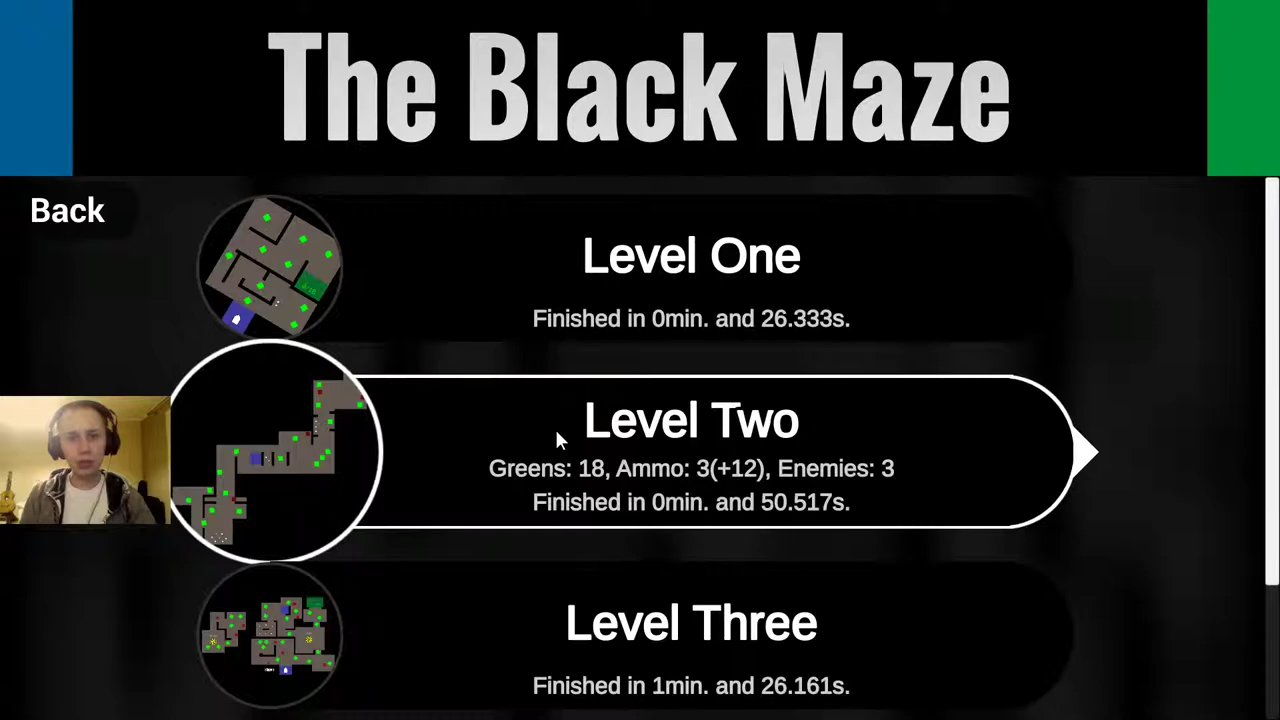 The Black Maze
Back
Level One
Finished in 0min. and 26.333s.
Level Two
Greens: 18, Ammo: 3(+12), Enemies: 3
Finished in 0min. and 50.517s.
Level Three
Finished in 1min. and 26.161s.